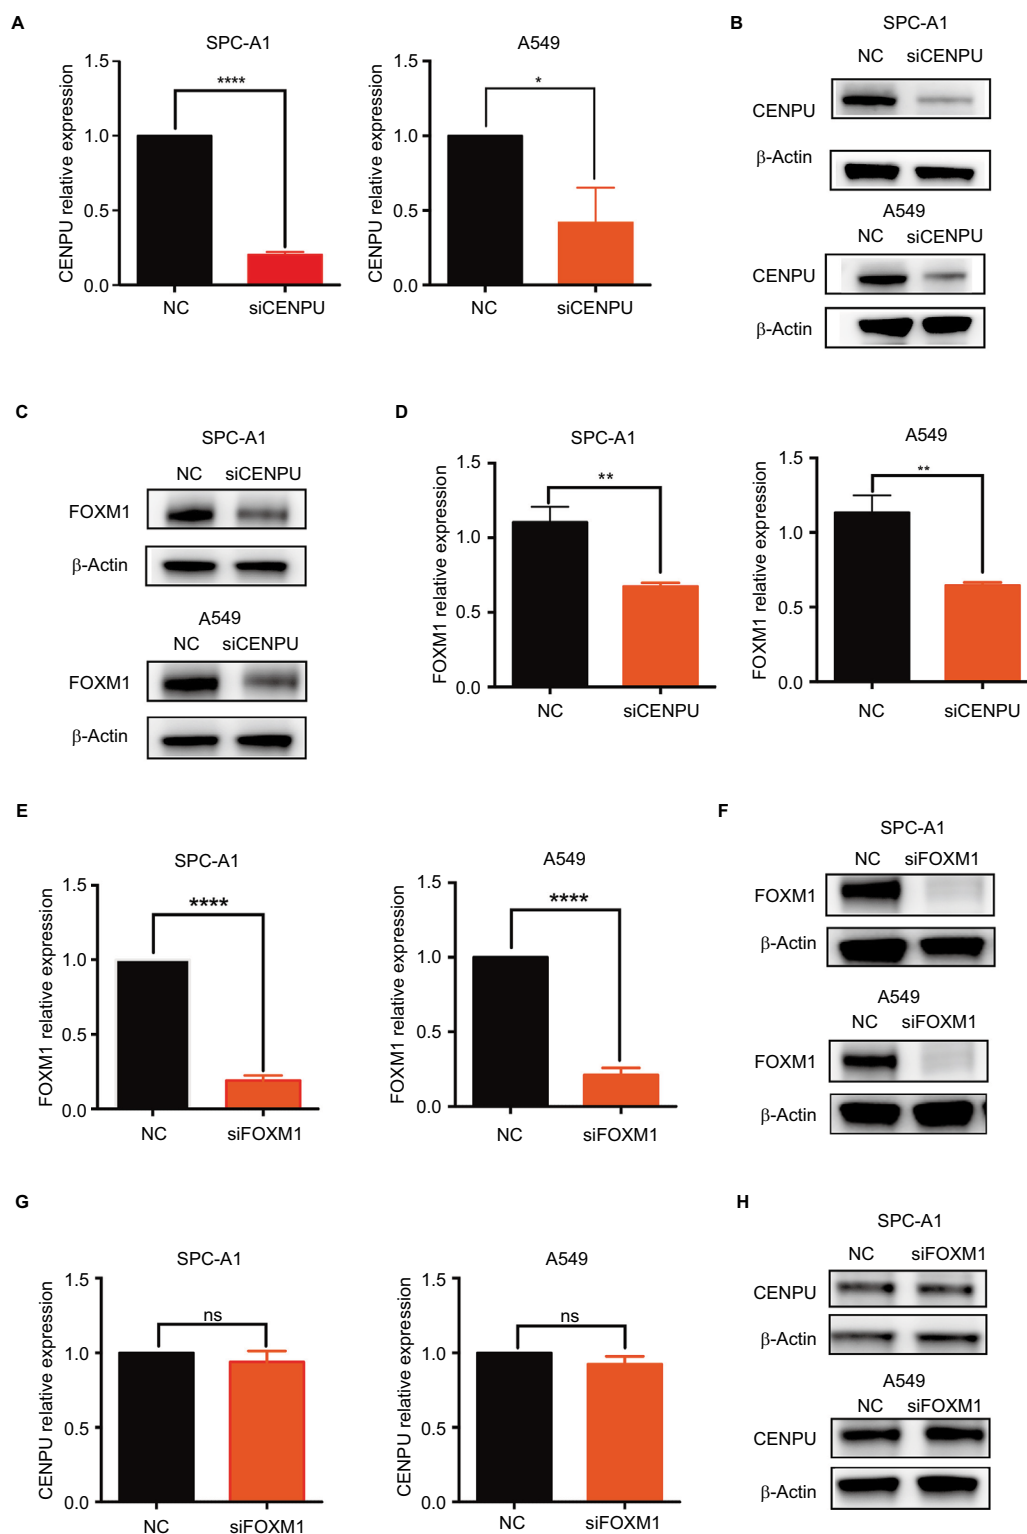 A
SPC-A1
CENPU relative expression
1.5
1.0
0.5
0.0
****
NC
siCENPU
A549
CENPU relative expression
1.5
1.0
0.5
0.0
*
NC
siCENPU
B
SPC-A1
NC siCENPU
CENPU
β-Actin
A549
NC siCENPU
CENPU
β-Actin
C
SPC-A1
NC siCENPU
FOXM1
β-Actin
A549
NC siCENPU
FOXM1
β-Actin
D
SPC-A1
FOXM1 relative expression
1.5
1.0
0.5
0.0
**
NC
siCENPU
A549
FOXM1 relative expression
1.5
1.0
0.5
0.0
**
NC
siCENPU
E
SPC-A1
FOXM1 relative expression
1.5
1.0
0.5
0.0
****
NC
siFOXM1
A549
FOXM1 relative expression
1.5
1.0
0.5
0.0
****
NC
siFOXM1
F
SPC-A1
NC siFOXM1
FOXM1
β-Actin
A549
NC siFOXM1
FOXM1
β-Actin
G
SPC-A1
CENPU relative expression
1.5
1.0
0.5
0.0
ns
NC
siFOXM1
A549
CENPU relative expression
1.5
1.0
0.5
0.0
ns
NC
siFOXM1
H
SPC-A1
NC siFOXM1
CENPU
β-Actin
A549
NC siFOXM1
CENPU
β-Actin